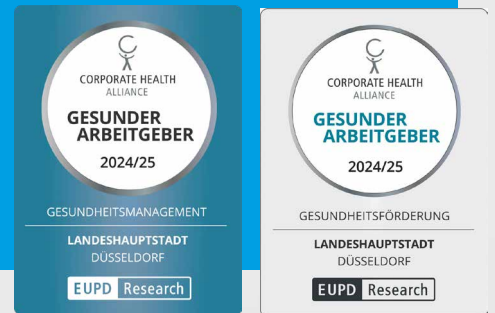 CORPORATE HEALTH
ALLIANCE
GESUNDER
ARBEITGEBER
2024/25
GESUNDHEITSMANAGEMENT
LANDESHAUPTSTADT
DÜSSELDORF
EUPD Research
CORPORATE HEALTH
ALLIANCE
GESUNDER
ARBEITGEBER
2024/25
GESUNDHEITSFÖRDERUNG
LANDESHAUPTSTADT
DÜSSELDORF
EUPD Research